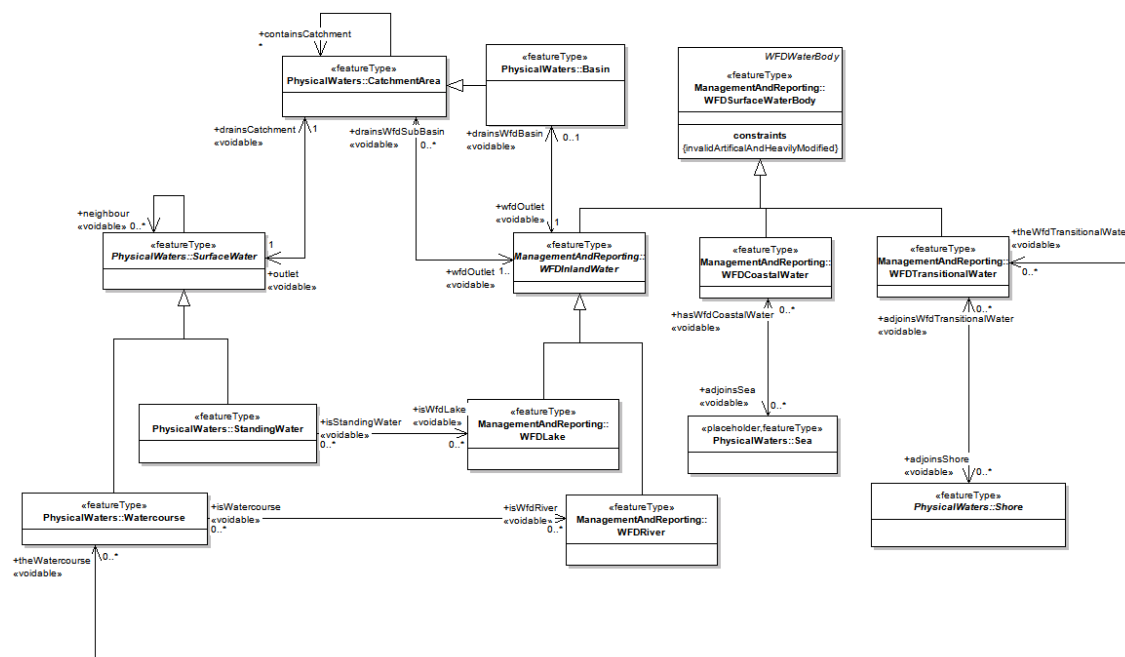 +containsCatchment
*
«featureType»
PhysicalWaters::CatchmentArea
«featureType»
PhysicalWaters::Basin
WFDWaterBody
«featureType»
ManagementAndReporting::
WFDSurfaceWaterBody
constraints
{invalidArtificalAndHeavilyModified}
+drainsCatchment
«voidable»
1
+drainsWfdSubBasin
«voidable»
0..*
+drainsWfdBasin
«voidable»
0..1
+neighbour
«voidable» 0..*
+wfdOutlet
«voidable»
1
«featureType»
PhysicalWaters::SurfaceWater
1
+outlet
«voidable»
+wfdOutlet
«voidable»
1..
«featureType»
ManagementAndReporting::
WFDInlandWater
«featureType»
ManagementAndReporting::
WFDCoastalWater
«featureType»
ManagementAndReporting::
WFDTransitionalWater
+theWfdTransitionalWate
«voidable»
0..*
+hasWfdCoastalWater
«voidable»
0..*
+adjoinsWfdTransitionalWater
«voidable»
0..*
+adjoinsSea
«voidable»
0..*
«featureType»
PhysicalWaters::StandingWater
+isStandingWater
«voidable»
0..*
+isWfdLake
«voidable»
0..*
«featureType»
ManagementAndReporting::
WFDLake
«placeholder,featureType»
PhysicalWaters::Sea
+adjoinsShore
«voidable»
0..*
«featureType»
PhysicalWaters::Shore
«featureType»
PhysicalWaters::Watercourse
+isWatercourse
«voidable»
0..*
+isWfdRiver
«voidable»
0..*
«featureType»
ManagementAndReporting::
WFDRiver
+theWatercourse
«voidable»
0..*